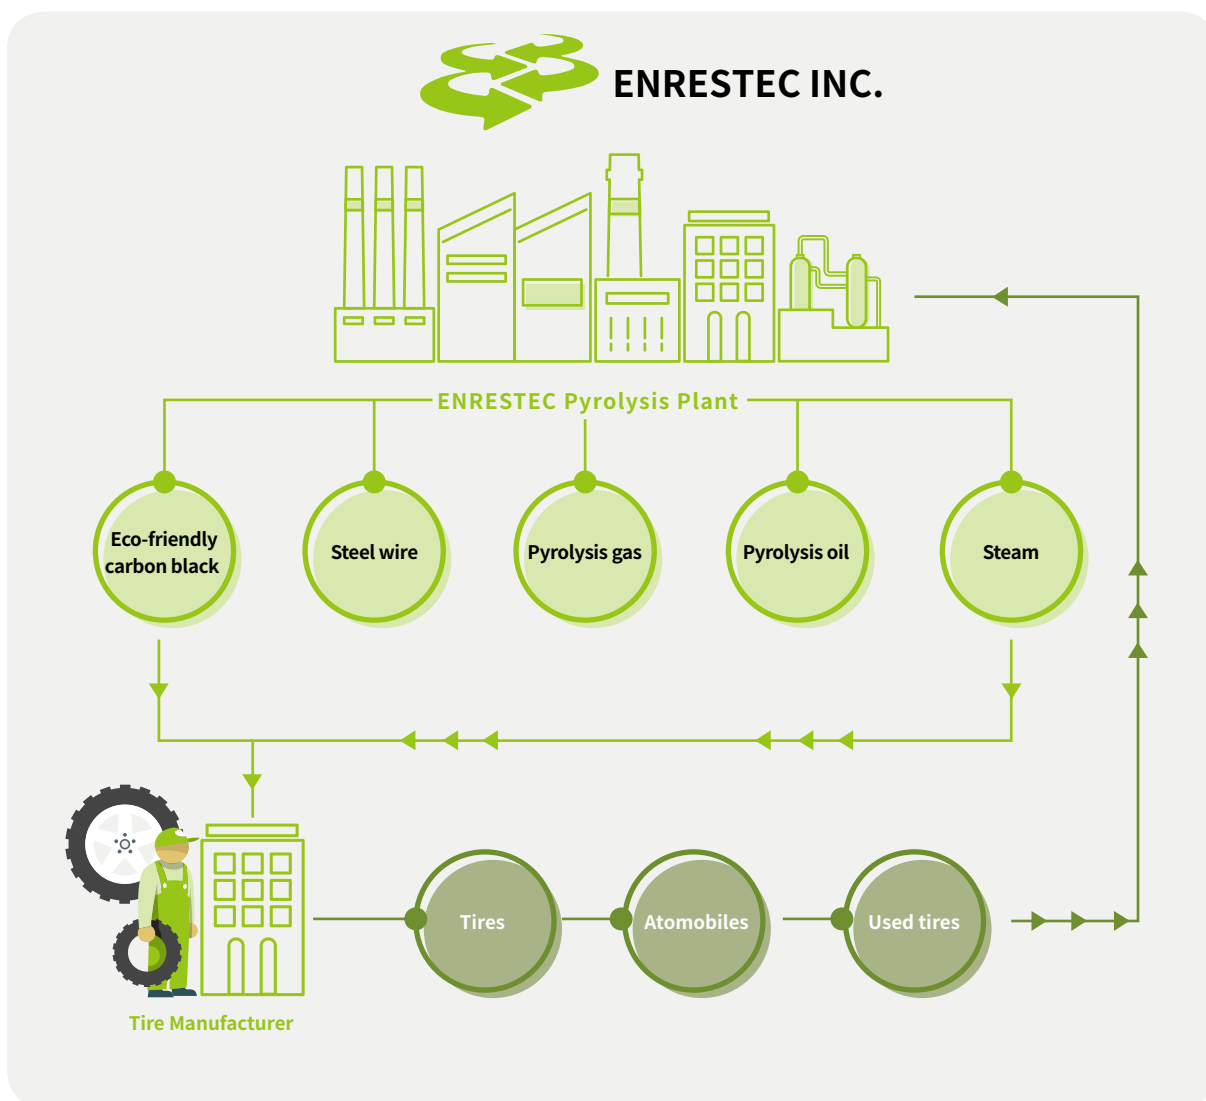 ENRESTEC INC.
ENRESTEC Pyrolysis Plant
Eco-friendly
carbon black
Steel wire
Pyrolysis gas
Pyrolysis oil
Steam
Tires
Atomobiles
Used tires
Tire Manufacturer